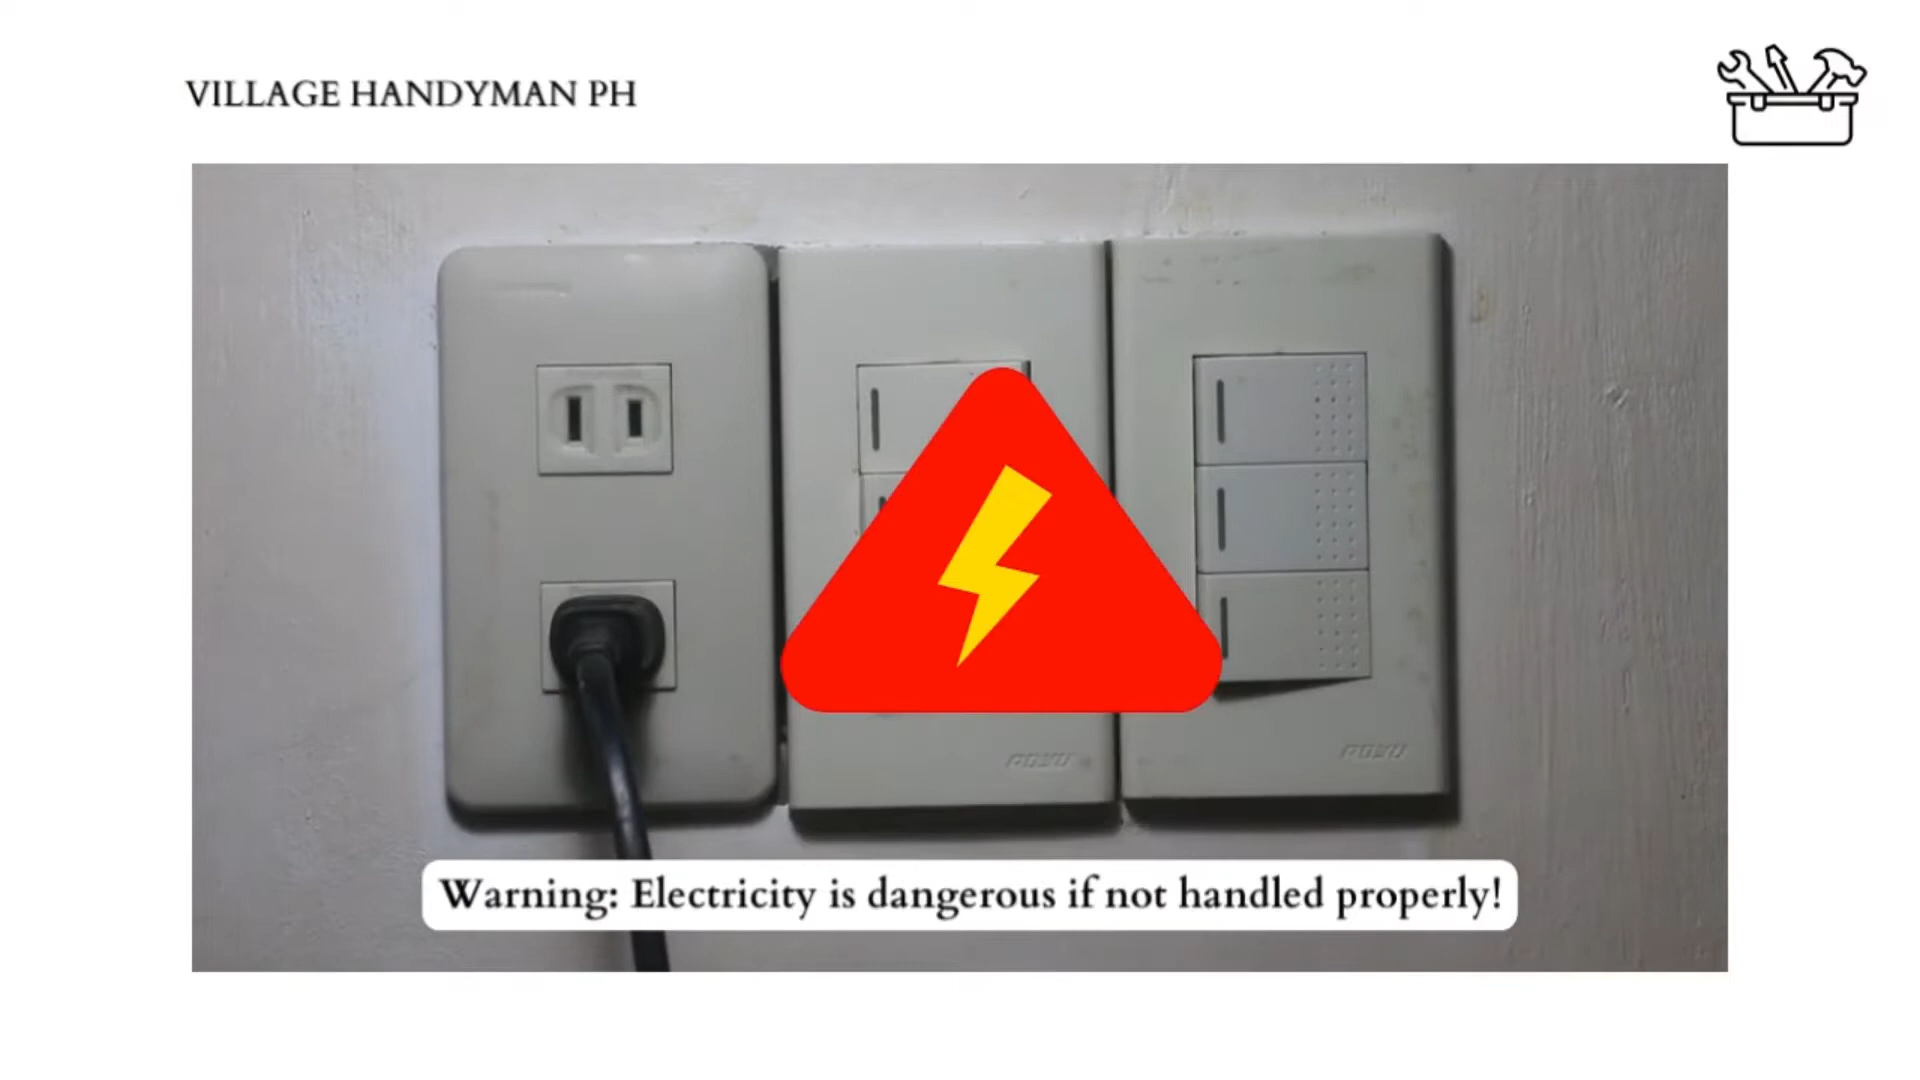 VILLAGE HANDYMAN PH
Warning: Electricity is dangerous if not handled properly!